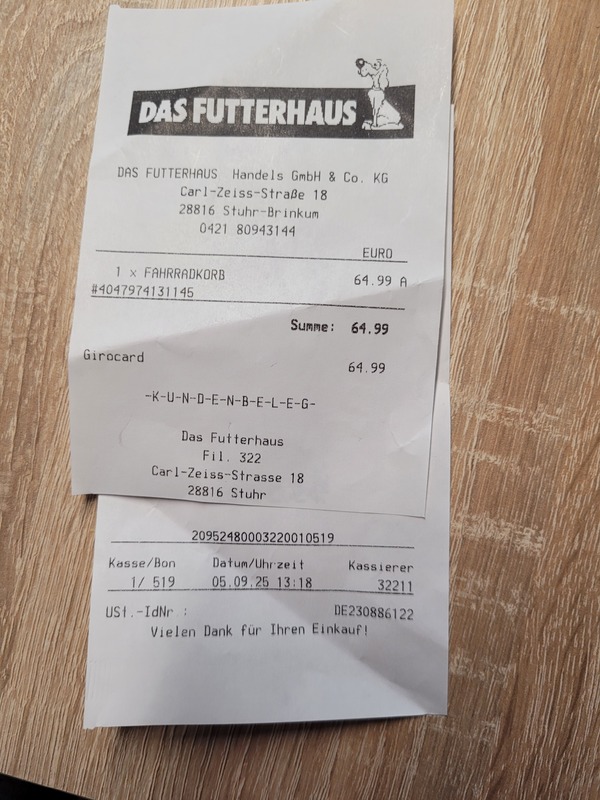 DAS FUTTERHAUS
DAS FUTTERHAUS Handels GmbH & Co. KG
Carl-Zeiss-Straße 18
28816 Stuhr-Brinkum
0421 80943144
EURO
1 x FAHRRADKORB 64.99 A
#4047974131145
Summe: 64.99
Girocard 64.99
-K-U-N-D-E-N-B-E-L-E-G-
Das Futterhaus
Fil. 322
Carl-Zeiss-Strasse 18
28816 Stuhr
20952480003220010519
Kasse/Bon Datum/Uhrzeit Kassierer
1/ 519 05.09.25 13:18 32211
USt.-IdNr : DE230886122
Vielen Dank für Ihren Einkauf!